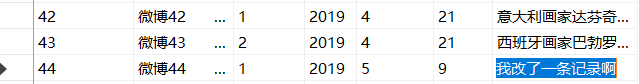 42 微博42 ... 1 2019 4 21 意大利画家达芬奇...
43 微博43 ... 2 2019 4 21 西班牙画家巴勃罗...
44 微博44 ... 1 2019 5 9 我改了一条记录啊